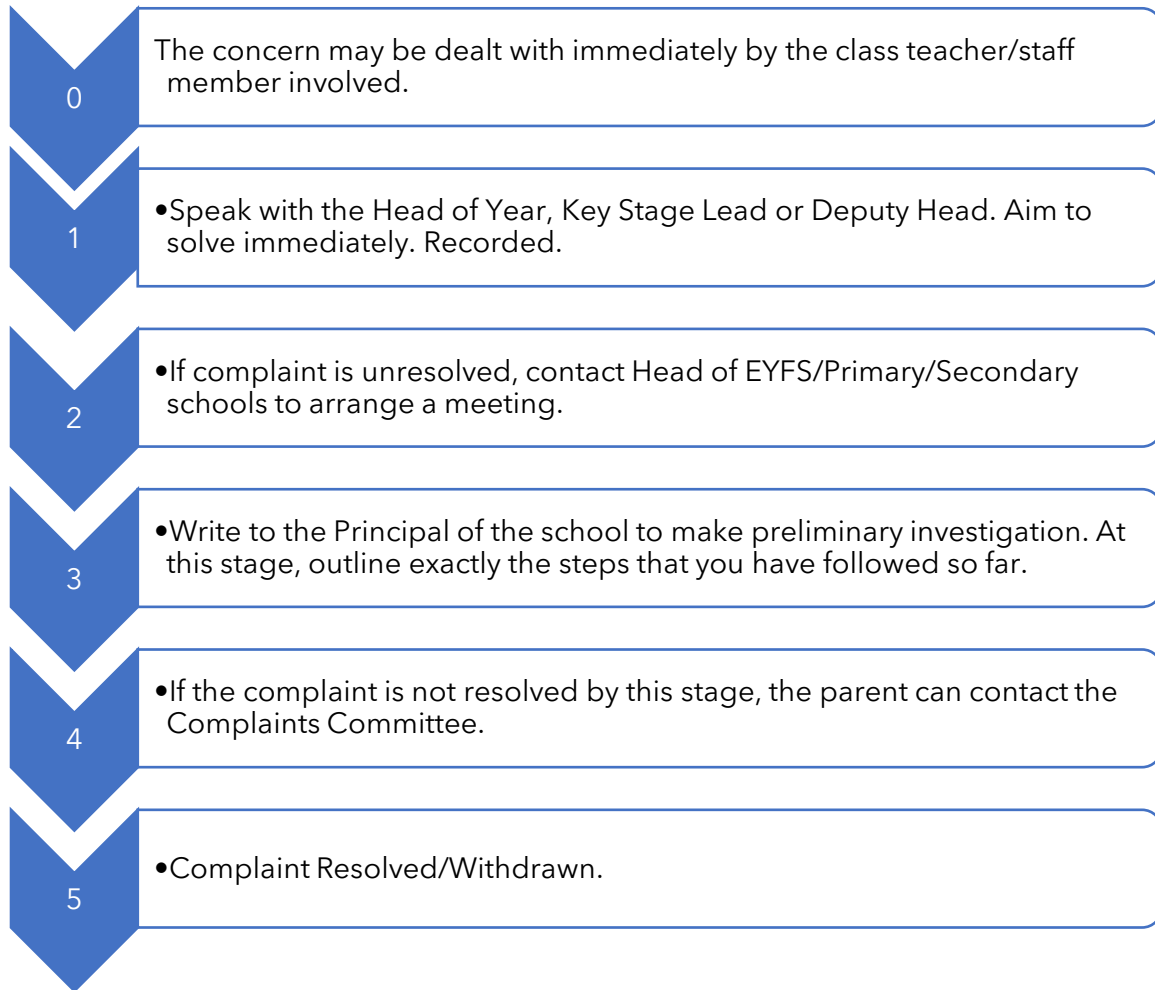 0
The concern may be dealt with immediately by the class teacher/staff
member involved.
1
•Speak with the Head of Year, Key Stage Lead or Deputy Head. Aim to
solve immediately. Recorded.
2
•If complaint is unresolved, contact Head of EYFS/Primary/Secondary
schools to arrange a meeting.
3
•Write to the Principal of the school to make preliminary investigation. At
this stage, outline exactly the steps that you have followed so far.
4
•If the complaint is not resolved by this stage, the parent can contact the
Complaints Committee.
5
•Complaint Resolved/Withdrawn.